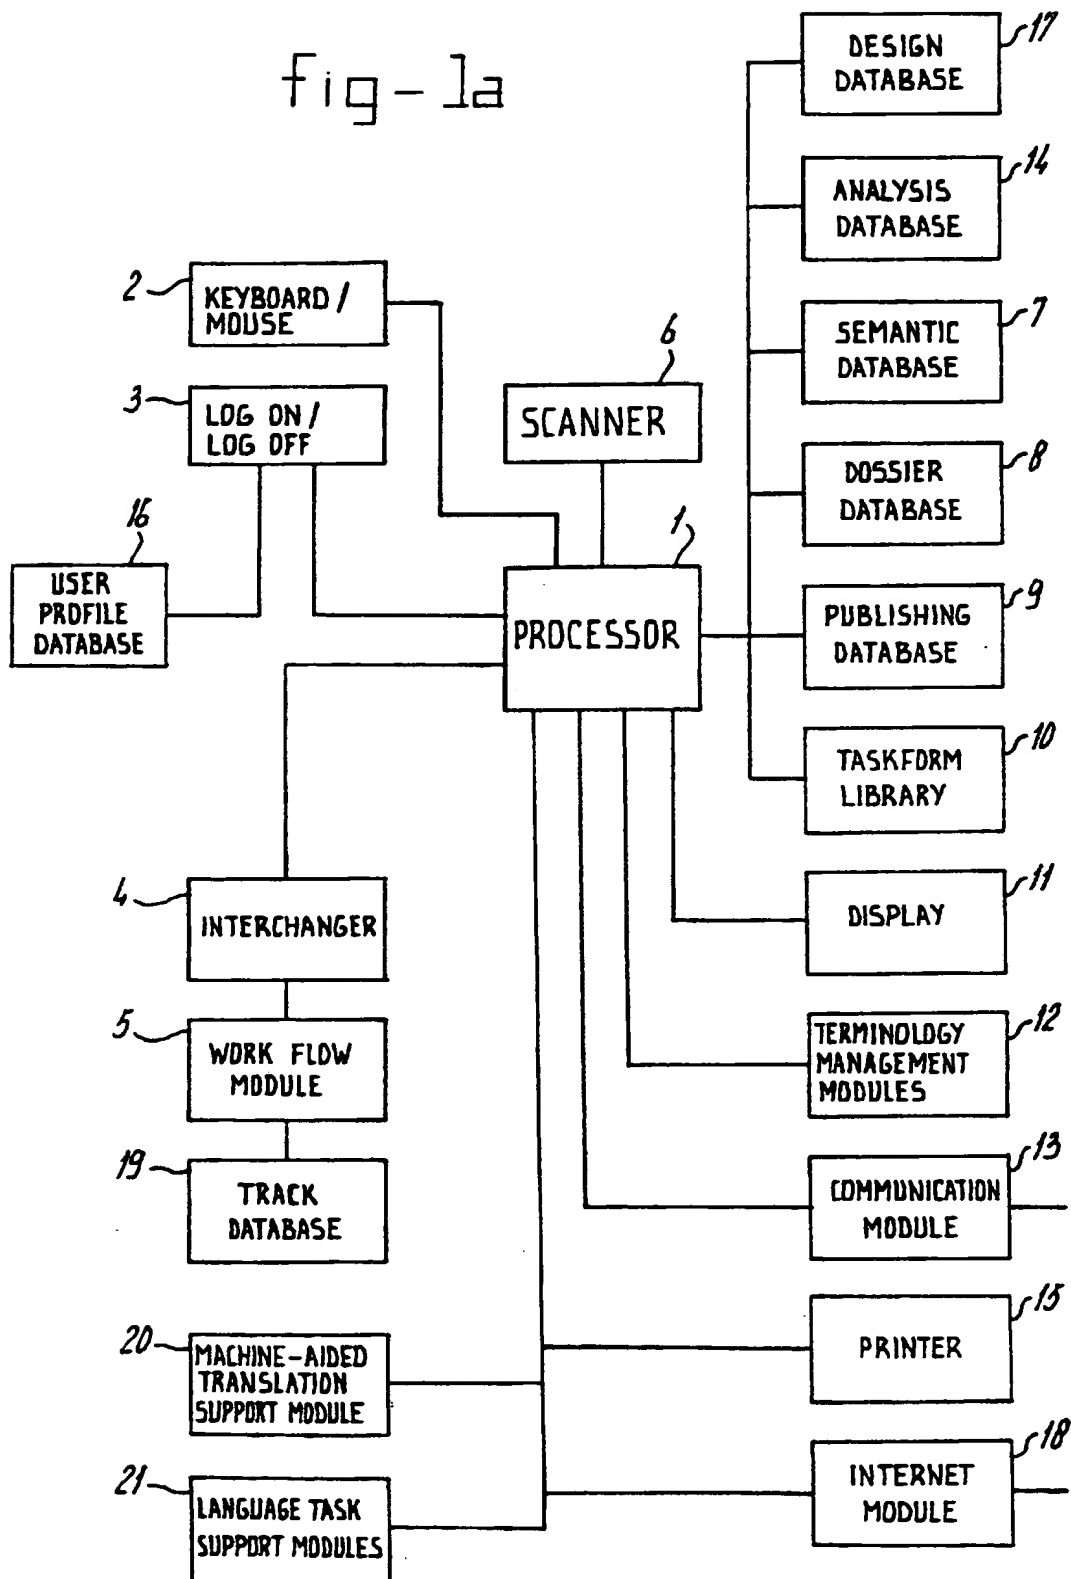 fig-1a
17
DESIGN
DATABASE
14
ANALYSIS
DATABASE
2
KEYBOARD/
MOUSE
7
SEMANTIC
DATABASE
6
SCANNER
3
LOG ON/
LOG OFF
8
DOSSIER
DATABASE
16
USER
PROFILE
DATABASE
1
PROCESSOR
9
PUBLISHING
DATABASE
10
TASKFORM
LIBRARY
4
INTERCHANGER
11
DISPLAY
5
WORK FLOW
MODULE
12
TERMINOLOGY
MANAGEMENT
MODULES
19
TRACK
DATABASE
13
COMMUNICATION
MODULE
20
MACHINE-AIDED
TRANSLATION
SUPPORT MODULE
15
PRINTER
21
LANGUAGE TASK
SUPPORT MODULES
18
INTERNET
MODULE